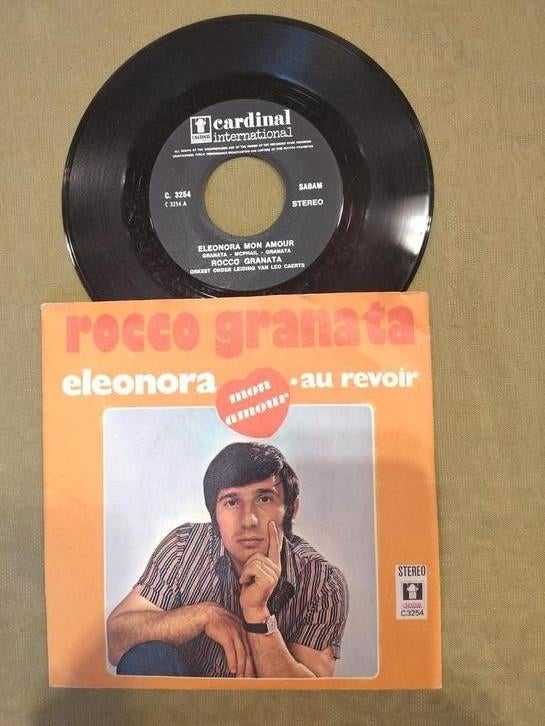 cardinal
international
CARDINAL
C. 3254
C 3254 A
SABAM
STEREO
ELEONORA MON AMOUR
GRANATA - MCPHAIL - GRANATA
ROCCO GRANATA
ORKEST ONDER LEIDING VAN LEO CAERTS
rocco granata
eleonora mon amour • au revoir
STEREO
C3254